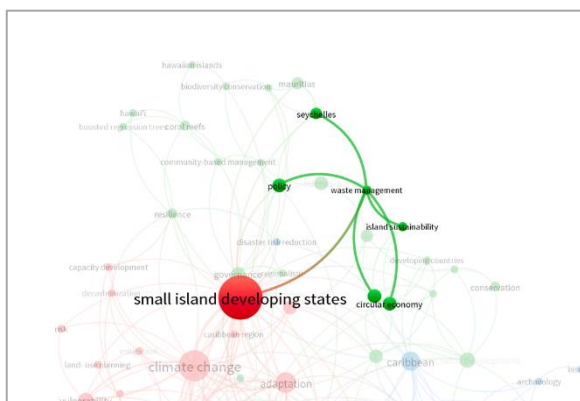 hawaiian islands
biodiversity conservation
mauritius
seychelles
hawaii
boosted regression trees
coral reefs
community-based management
policy
waste management
resilience
island sustainability
disaster risk reduction
developing countries
capacity development
governance
conservation
small island developing states
circular economy
risk
caribbean region
land-use planning
climate change
caribbean
adaptation
archaeology